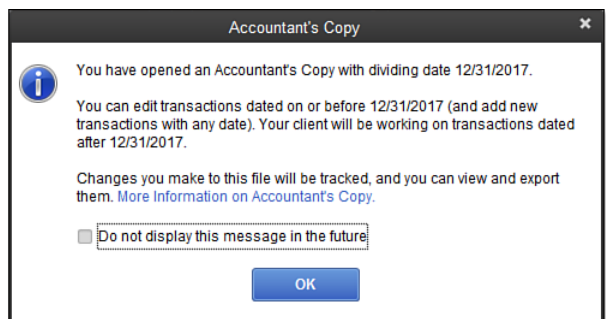 Accountant's Copy
You have opened an Accountant's Copy with dividing date 12/31/2017.
You can edit transactions dated on or before 12/31/2017 (and add new
transactions with any date). Your client will be working on transactions dated
after 12/31/2017.
Changes you make to this file will be tracked, and you can view and export
them. More Information on Accountant's Copy.
Do not display this message in the future
OK